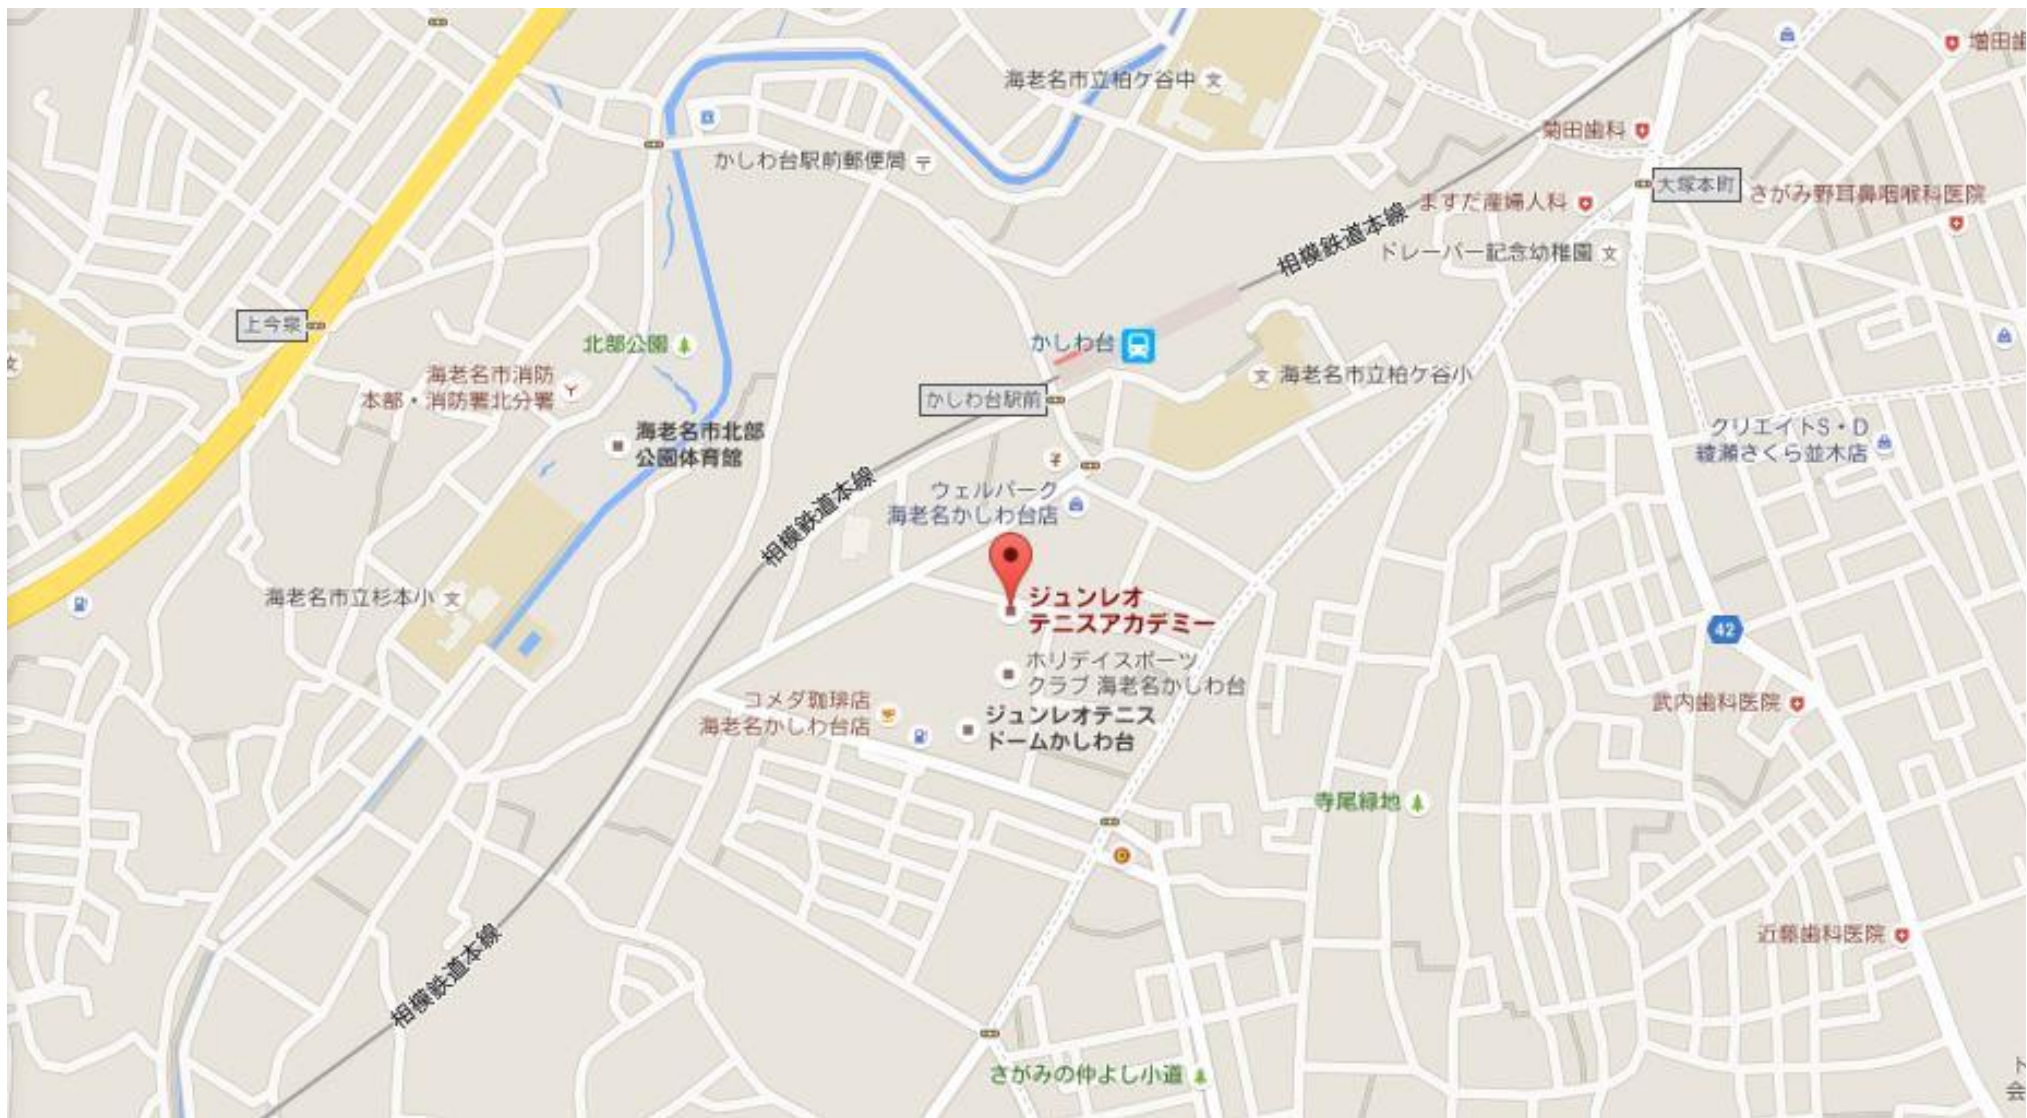 海老名市立柏ケ谷中
増田歯
菊田歯科
かしわ台駅前郵便局
大塚本町
さがみ野耳鼻咽喉科医院
ますだ産婦人科
相模鉄道本線
ドレーパー記念幼稚園
上今泉
北部公園
かしわ台
海老名市消防
本部・消防署北分署
かしわ台駅前
海老名市立柏ケ谷小
海老名市北部
公園体育館
クリエイトS・D
綾瀬さくら並木店
相模鉄道本線
ウェルパーク
海老名かしわ台店
海老名市立杉本小
ジュンレオ
テニスアカデミー
42
ホリデイスポーツ
クラブ 海老名かしわ台
コメダ珈琲店
海老名かしわ台店
ジュンレオテニス
ドームかしわ台
武内歯科医院
寺尾緑地
近藤歯科医院
相模鉄道本線
さがみの仲よし小道
ト
会